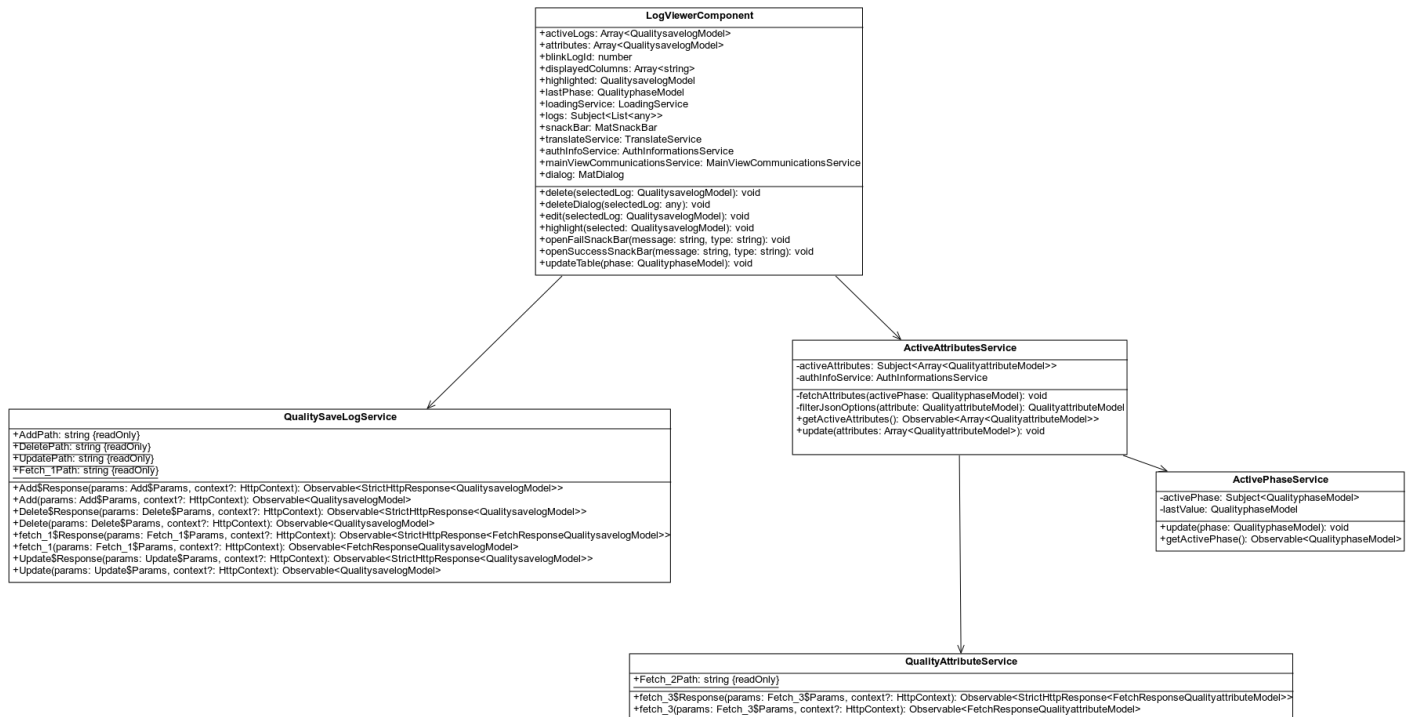 LogViewerComponent
+activeLogs: Array<QualitysavelogModel>
+attributes: Array<QualitysavelogModel>
+blinkLogId: number
+displayedColumns: Array<string>
+highlighted: QualitysavelogModel
+lastPhase: QualityphaseModel
+loadingService: LoadingService
+logs: Subject<List<any>>
+snackBar: MatSnackBar
+translateService: TranslateService
+authInfoService: AuthInformationsService
+mainViewCommunicationsService: MainViewCommunicationsService
+dialog: MatDialog
+delete(selectedLog: QualitysavelogModel): void
+deleteDialog(selectedLog: any): void
+edit(selectedLog: QualitysavelogModel): void
+highlight(selected: QualitysavelogModel): void
+openFailSnackBar(message: string, type: string): void
+openSuccessSnackBar(message: string, type: string): void
+updateTable(phase: QualityphaseModel): void
ActiveAttributesService
-activeAttributes: Subject<Array<QualityattributeModel>>
-authInfoService: AuthInformationsService
-fetchAttributes(activePhase: QualityphaseModel): void
-filterJsonOptions(attribute: QualityattributeModel): QualityattributeModel
+getActiveAttributes(): Observable<Array<QualityattributeModel>>
+update(attributes: Array<QualityattributeModel>): void
QualitySaveLogService
+AddPath: string {readOnly}
+DeletePath: string {readOnly}
+UpdatePath: string {readOnly}
+Fetch_1Path: string {readOnly}
+Add$Response(params: Add$Params, context?: HttpContext): Observable<StrictHttpResponse<QualitysavelogModel>>
+Add(params: Add$Params, context?: HttpContext): Observable<QualitysavelogModel>
+Delete$Response(params: Delete$Params, context?: HttpContext): Observable<StrictHttpResponse<QualitysavelogModel>>
+Delete(params: Delete$Params, context?: HttpContext): Observable<QualitysavelogModel>
+fetch_1$Response(params: Fetch_1$Params, context?: HttpContext): Observable<StrictHttpResponse<FetchResponseQualitysavelogModel>>
+fetch_1(params: Fetch_1$Params, context?: HttpContext): Observable<FetchResponseQualitysavelogModel>
+Update$Response(params: Update$Params, context?: HttpContext): Observable<StrictHttpResponse<QualitysavelogModel>>
+Update(params: Update$Params, context?: HttpContext): Observable<QualitysavelogModel>
ActivePhaseService
-activePhase: Subject<QualityphaseModel>
-lastValue: QualityphaseModel
+update(phase: QualityphaseModel): void
+getActivePhase(): Observable<QualityphaseModel>
QualityAttributeService
+Fetch_2Path: string {readOnly}
+fetch_3$Response(params: Fetch_3$Params, context?: HttpContext): Observable<StrictHttpResponse<FetchResponseQualityattributeModel>>
+fetch_3(params: Fetch_3$Params, context?: HttpContext): Observable<FetchResponseQualityattributeModel>